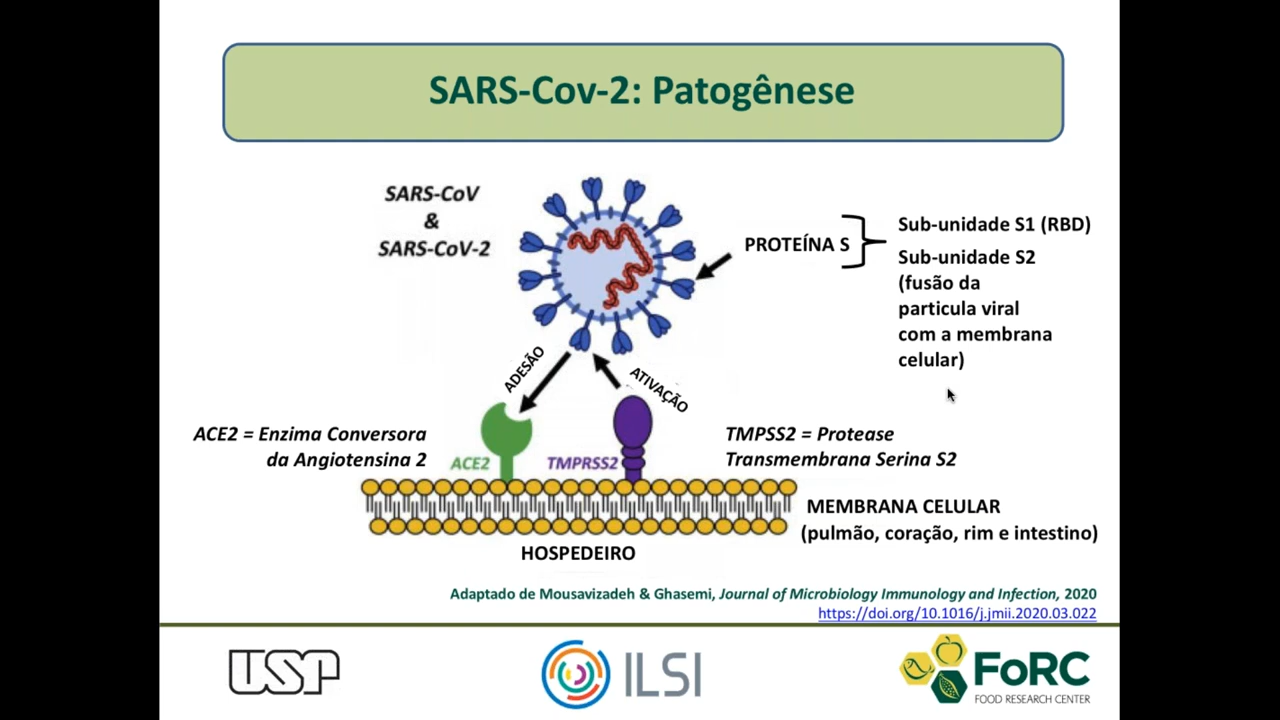 SARS-Cov-2: Patogênese
SARS-CoV
&
SARS-CoV-2
PROTEÍNA S
Sub-unidade S1 (RBD)
Sub-unidade S2
(fusão da
particula viral
com a membrana
celular)
ADESÃO
ATIVAÇÃO
ACE2 = Enzima Conversora
da Angiotensina 2
ACE2
TMPRSS2
TMPSS2 = Protease
Transmembrana Serina S2
MEMBRANA CELULAR
(pulmão, coração, rim e intestino)
HOSPEDEIRO
Adaptado de Mousavizadeh & Ghasemi, Journal of Microbiology Immunology and Infection, 2020
https://doi.org/10.1016/j.jmii.2020.03.022
USP
ILSI
FoRC
FOOD RESEARCH CENTER